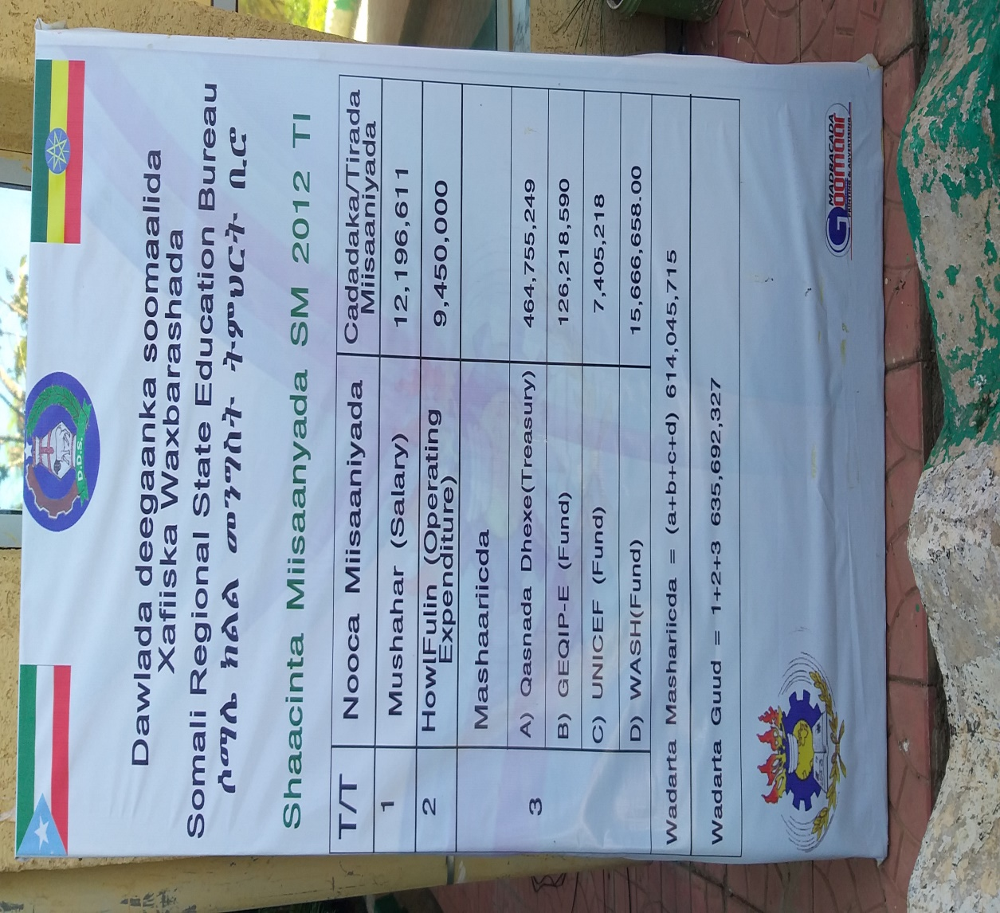 D.D.S.
Dawlada deegaanka soomaalida
Xafiiska Waxbarashada
Somali Regional State Education Bureau
ሶማሌ ክልል መንግስት ትምህርት ቢሮ
Shaacinta Miisaanyada SM 2012 TI
T/T Nooca Misaaniyada Cadadaka/Tirada
Miisaaniyada
1 Mushahar (Salary) 12,196,611
2 HowlFulin (Operating 9,450,000
Expenditure)
Mashaariicda
3
A) Qasnada Dhexe(Treasury) 464,755,249
B) GEQIP-E (Fund) 126,218,590
C) UNICEF (Fund) 7,405,218
D) WASH(Fund) 15,666,658.00
Wadarta Mashariicda = (a+b+c+d) 614,045,715
Wadarta Guud = 1+2+3 635,692,327
MADBACADA
Goomaar
PRINTING & ADVERTISING